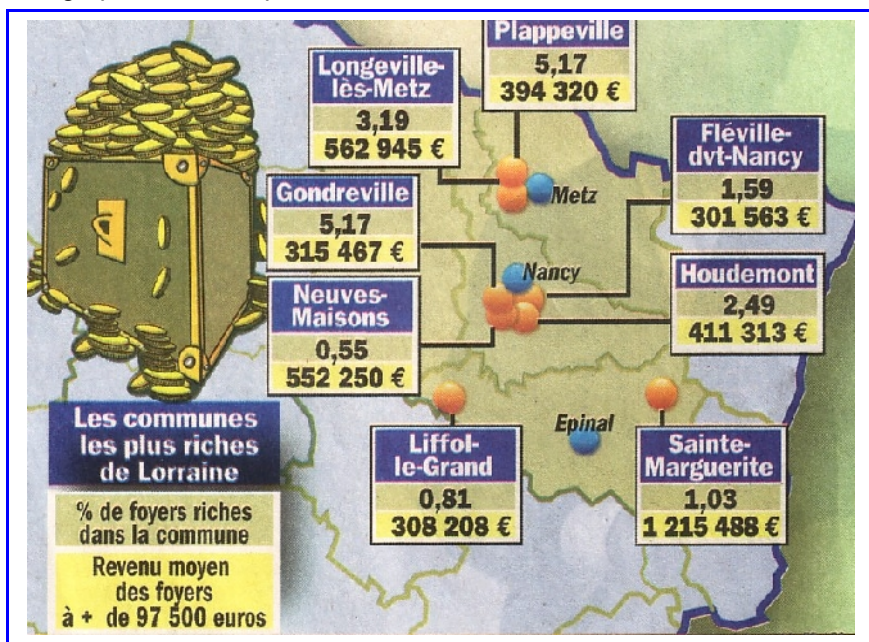 Plappeville
5,17
394 320 €
Longeville-
lès-Metz
3,19
562 945 €
Fléville-
dvt-Nancy
1,59
301 563 €
Metz
Gondreville
5,17
315 467 €
Nancy
Houdemont
2,49
411 313 €
Neuves-
Maisons
0,55
552 250 €
Epinal
Liffol-
le-Grand
0,81
308 208 €
Sainte-
Marguerite
1,03
1 215 488 €
Les communes
les plus riches
de Lorraine
% de foyers riches
dans la commune
Revenu moyen
des foyers
à + de 97 500 euros